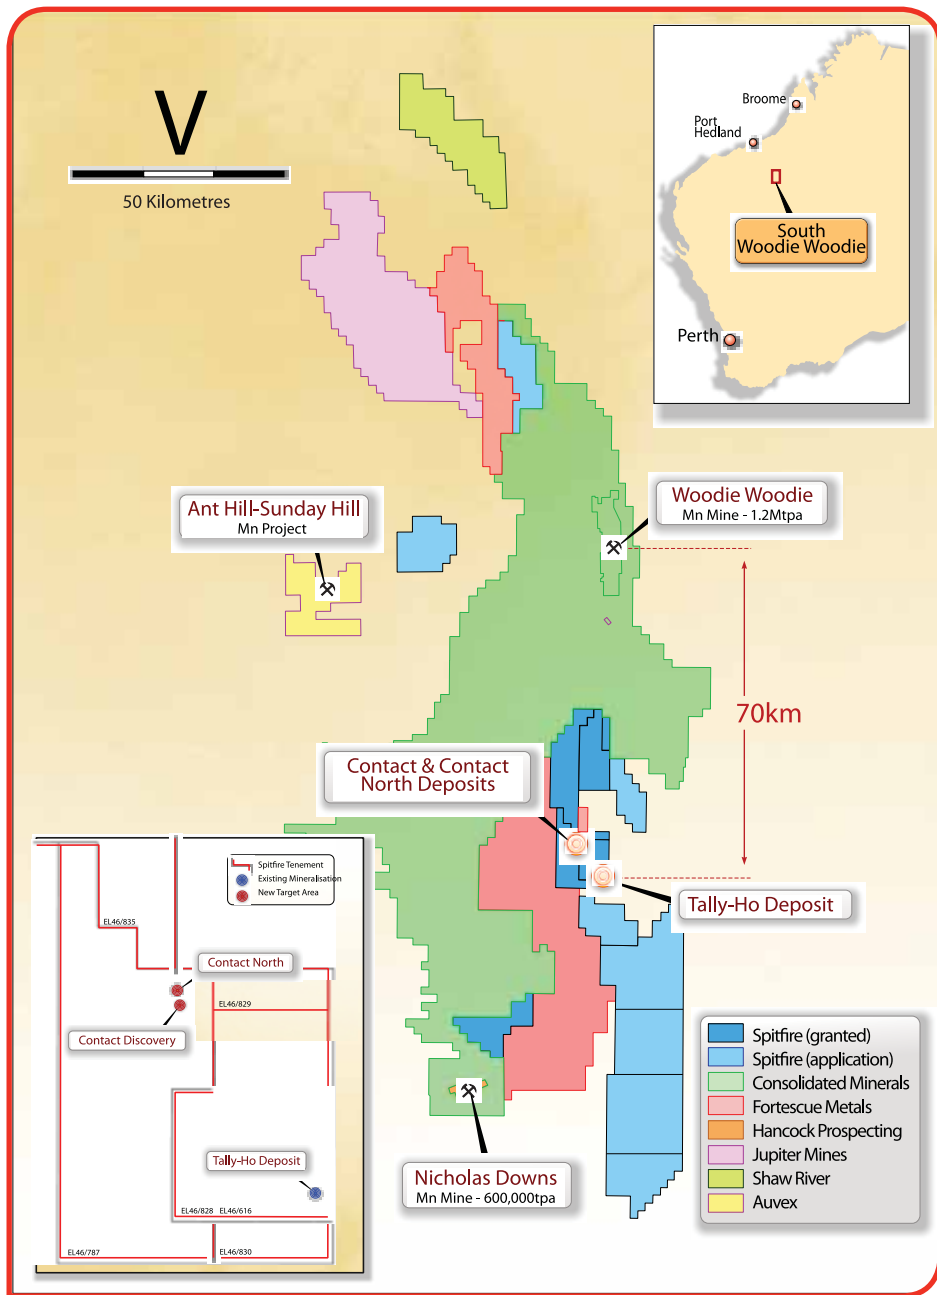 V
50 Kilometres
Broome
Port
Hedland
South
Woodie Woodie
Perth
Ant Hill-Sunday Hill
Mn Project
Woodie Woodie
Mn Mine - 1.2Mtpa
70km
Contact & Contact
North Deposits
Tally-Ho Deposit
Nicholas Downs
Mn Mine - 600,000tpa
Spitfire Tenement
Existing Mineralisation
New Target Area
EL46/835
Contact North
EL46/829
Contact Discovery
Tally-Ho Deposit
EL46/828 EL46/616
EL46/787
EL46/830
Spitfire (granted)
Spitfire (application)
Consolidated Minerals
Fortescue Metals
Hancock Prospecting
Jupiter Mines
Shaw River
Auvex